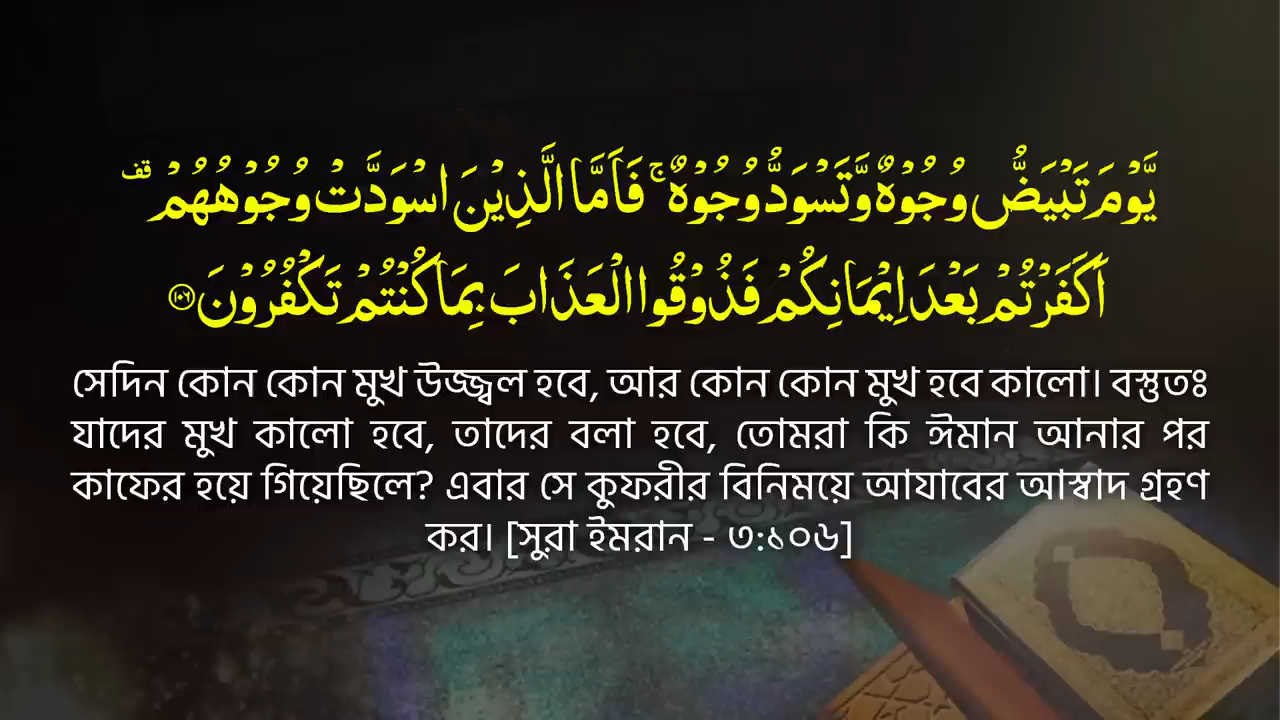 يَّوْمَ تَبْيَضُّ وُجُوْهٌ وَّتَسْوَدُّ وُجُوْهٌ ۚ فَاَمَّا الَّذِيْنَ اسْوَدَّتْ وُجُوْهُهُمْ ۫
اَكَفَرْتُمْ بَعْدَ اِيْمَانِكُمْ فَذُوْقُوا الْعَذَابَ بِمَا كُنْتُمْ تَكْفُرُوْنَ ﴿١٠٦﴾
সেদিন কোন কোন মুখ উজ্জ্বল হবে, আর কোন কোন মুখ হবে কালো। বস্তুতঃ
যাদের মুখ কালো হবে, তাদের বলা হবে, তোমরা কি ঈমান আনার পর
কাফের হয়ে গিয়েছিলে? এবার সে কুফরীর বিনিময়ে আযাবের আস্বাদ গ্রহণ
কর। [সুরা ইমরান - ৩:১০৬]